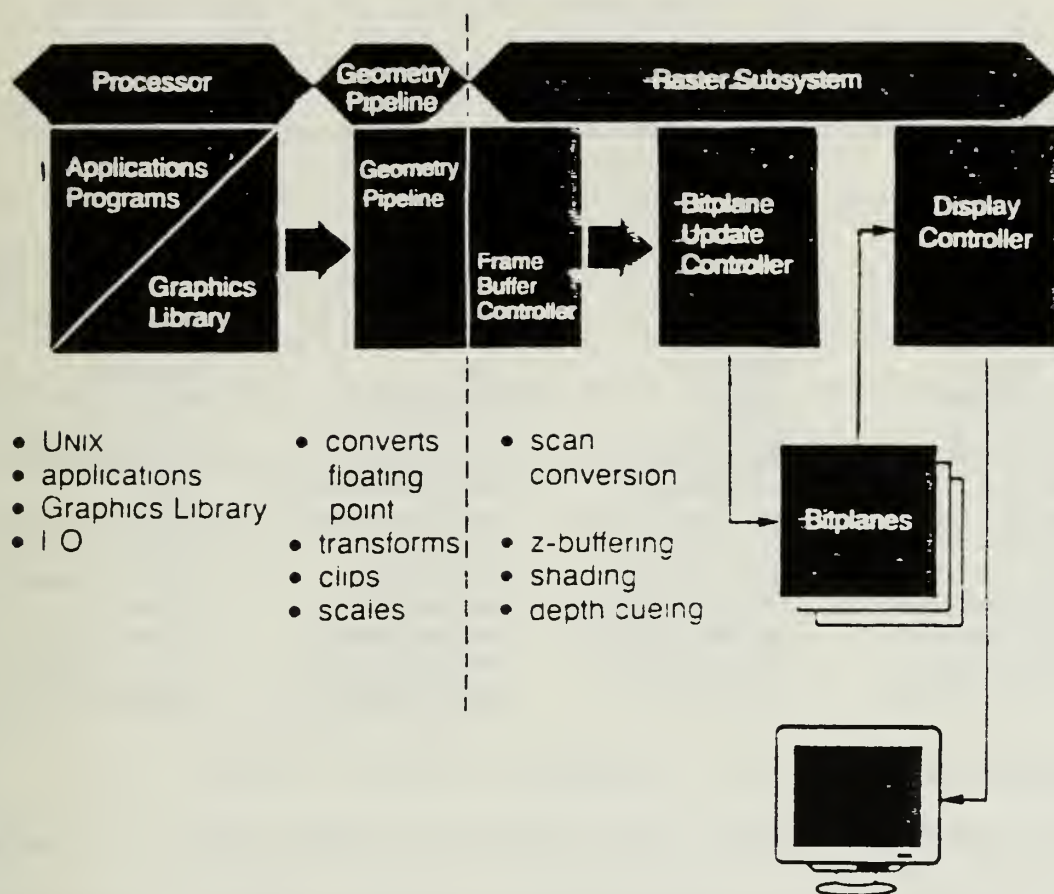 Processor
Geometry
Pipeline
Raster Subsystem
Applications
Programs
Graphics
Library
Geometry
Pipeline
Frame
Buffer
Controller
Bitplane
Update
Controller
Display
Controller
• UNIX
• applications
• Graphics Library
• I O
• converts
floating
point
• transforms
• clips
• scales
• scan
conversion
• z-buffering
• shading
• depth cueing
Bitplanes